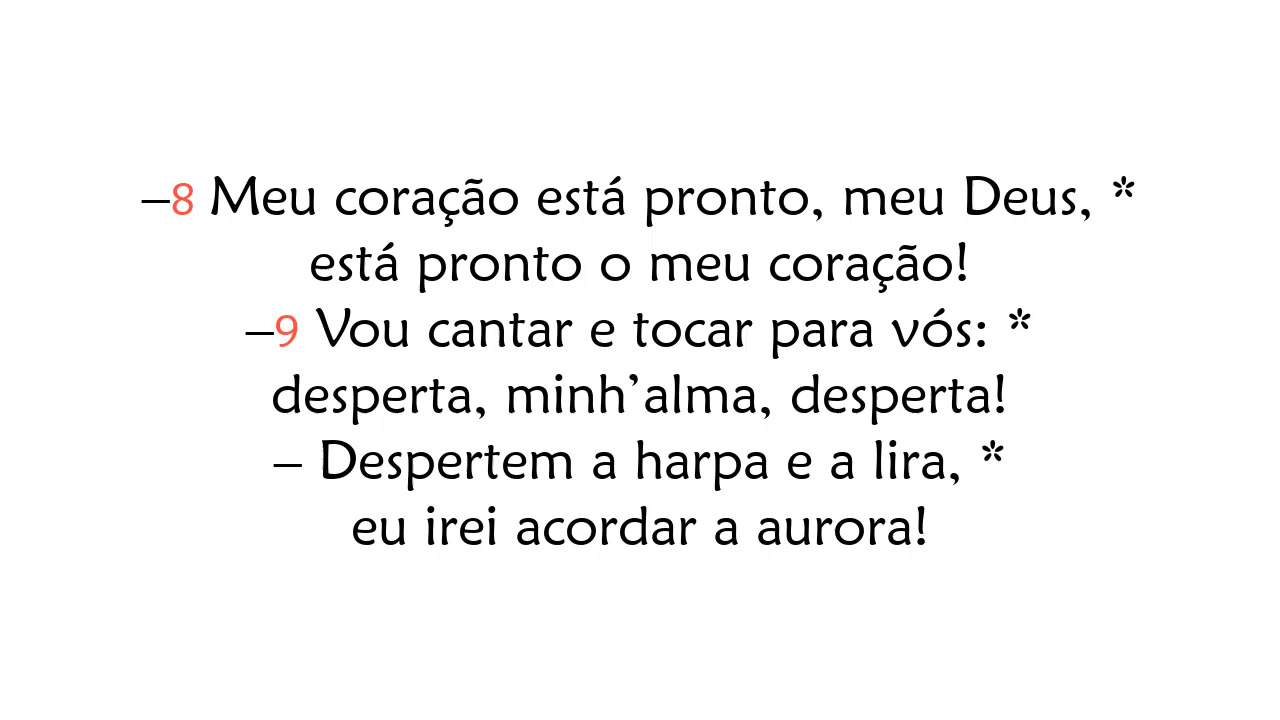 –8 Meu coração está pronto, meu Deus, *
está pronto o meu coração!
–9 Vou cantar e tocar para vós: *
desperta, minh’alma, desperta!
– Despertem a harpa e a lira, *
eu irei acordar a aurora!